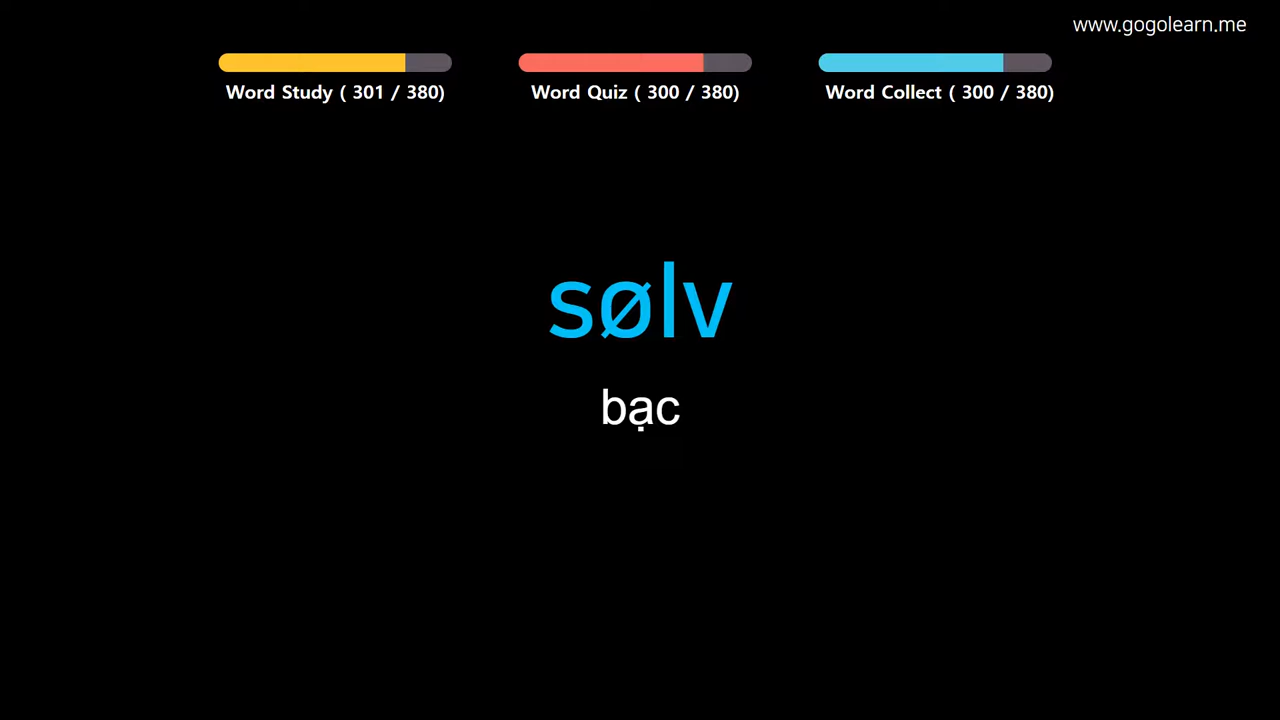 www.gogolearn.me
Word Study ( 301 / 380)
Word Quiz ( 300 / 380)
Word Collect ( 300 / 380)
sølv
bạc